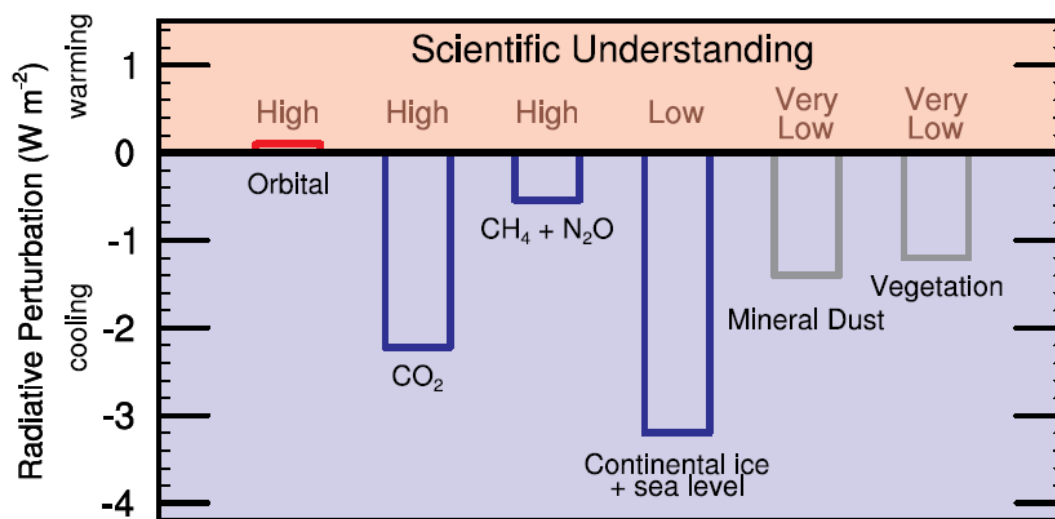 Scientific Understanding
Radiative Perturbation (W m⁻²)
warming
cooling
1
0
-1
-2
-3
-4
High
High
High
Low
Very
Low
Very
Low
Orbital
CO₂
CH₄ + N₂O
Continental ice
+ sea level
Mineral Dust
Vegetation